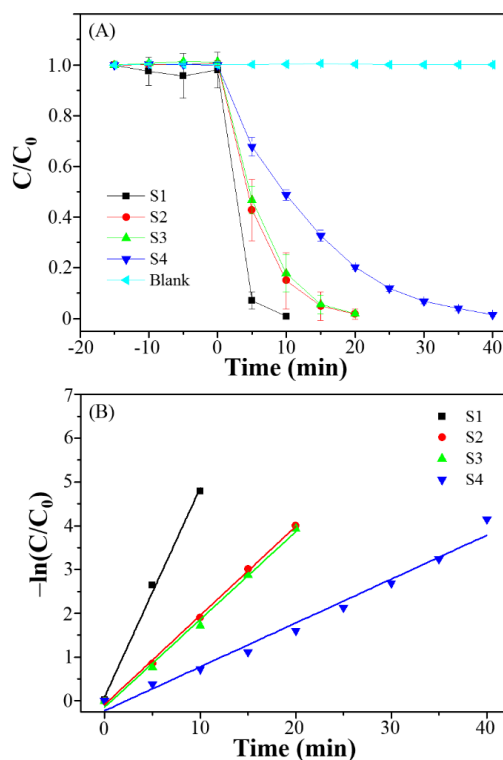 (A)
1.0
0.8
0.6
0.4
0.2
0.0
C/C₀
S1
S2
S3
S4
Blank
-20 -10 0 10 20 30 40
Time (min)
(B)
7
6
5
4
3
2
1
0
−ln(C/C₀)
S1
S2
S3
S4
0 10 20 30 40
Time (min)